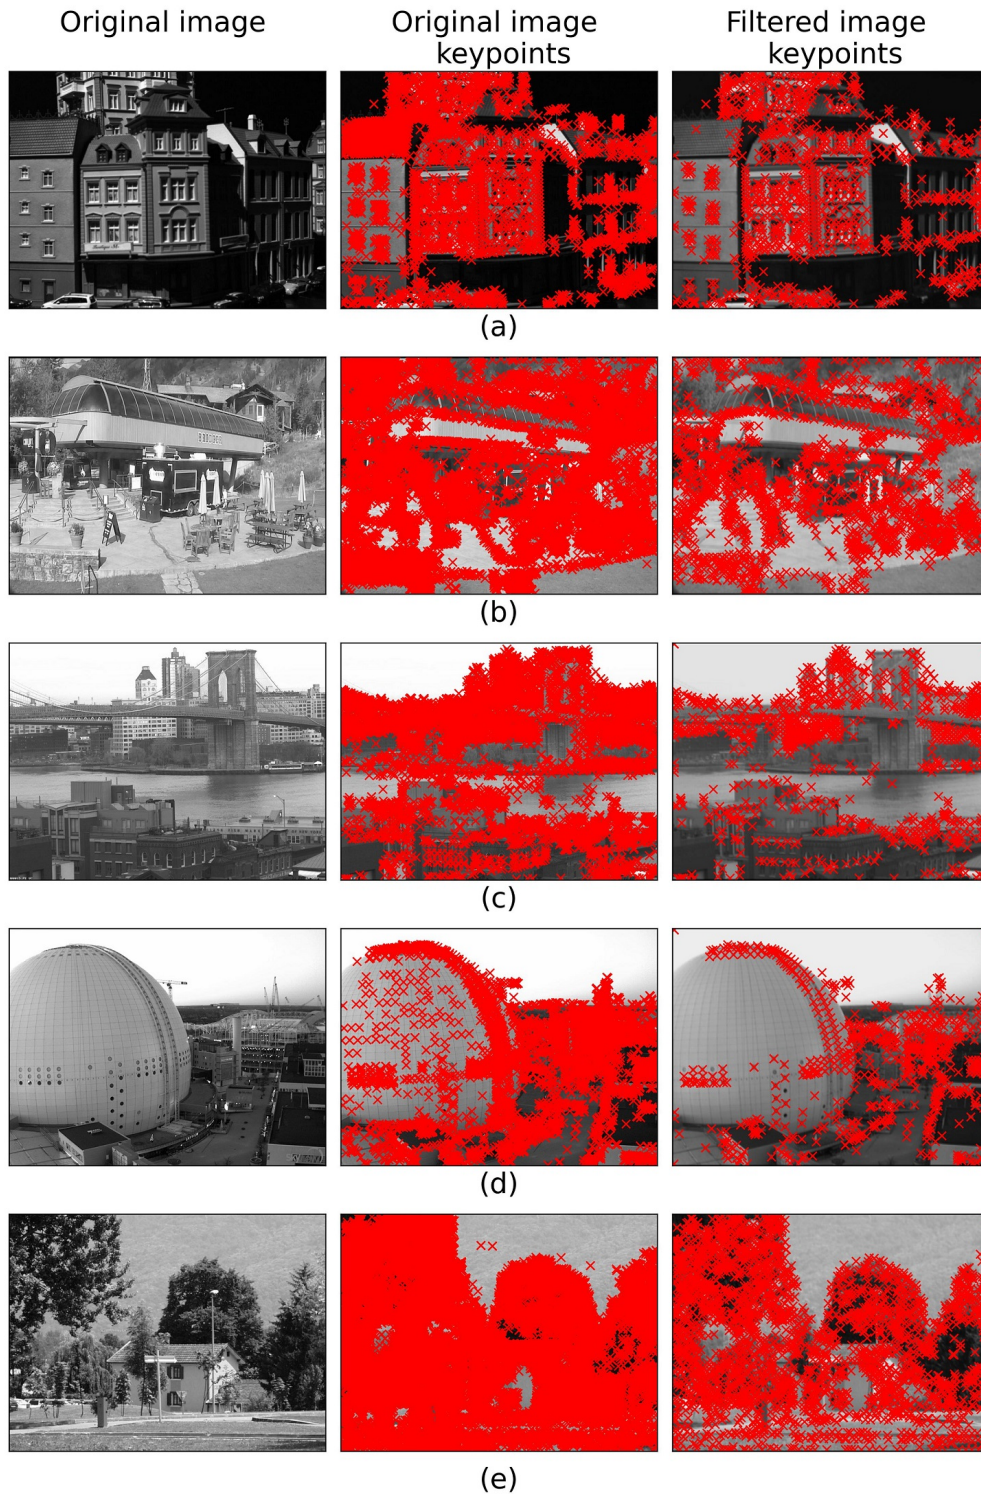 Original image
Original image
keypoints
Filtered image
keypoints
(a)
(b)
(c)
(d)
(e)